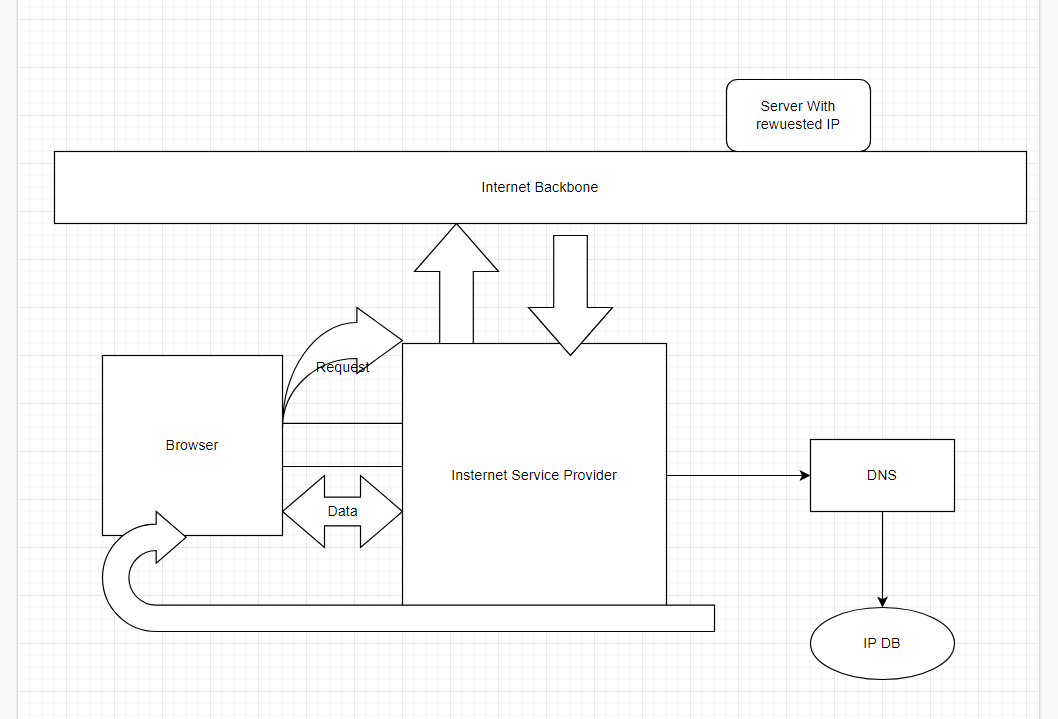 Server With
rewuested IP
Internet Backbone
Request
Browser
Insternet Service Provider
DNS
Data
IP DB